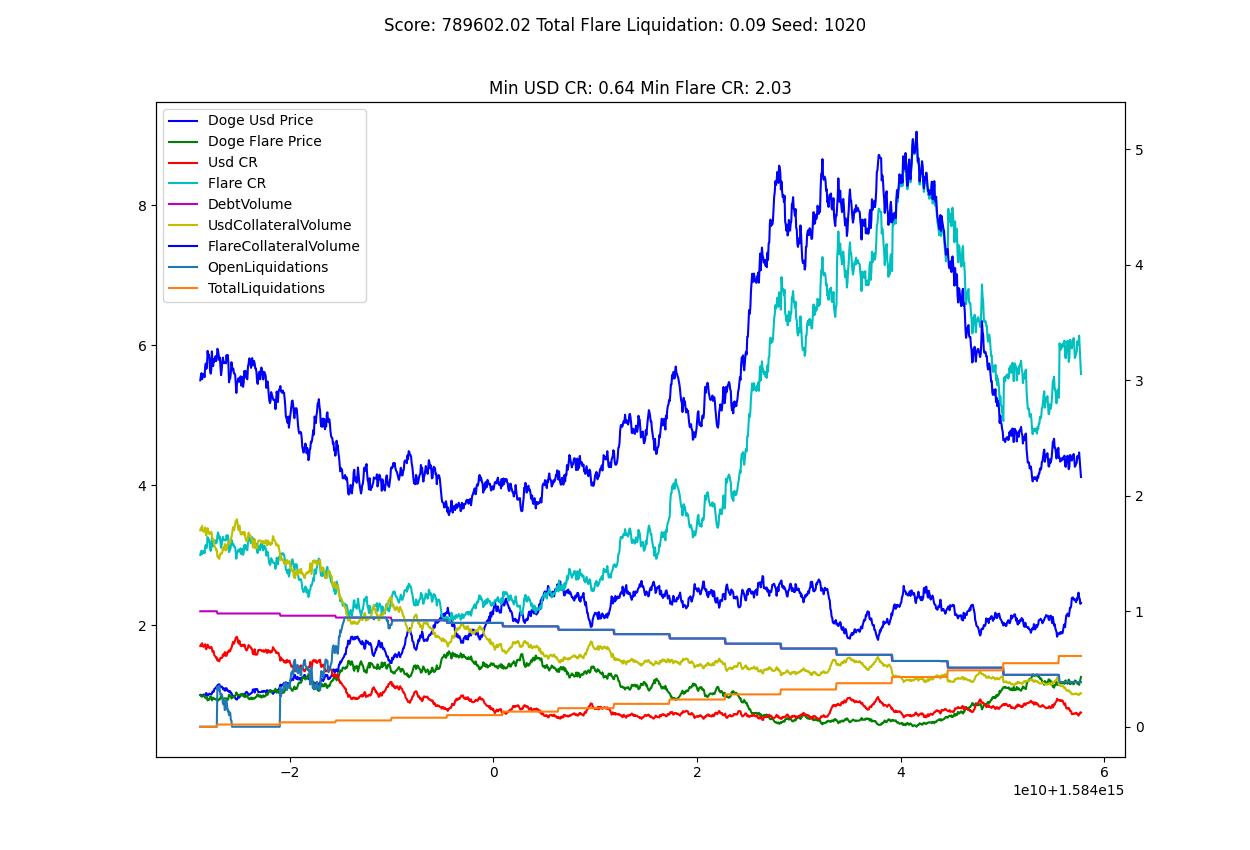 Score: 789602.02 Total Flare Liquidation: 0.09 Seed: 1020
Min USD CR: 0.64 Min Flare CR: 2.03
Doge Usd Price
Doge Flare Price
Usd CR
Flare CR
DebtVolume
UsdCollateralVolume
FlareCollateralVolume
OpenLiquidations
TotalLiquidations
8
6
4
2
5
4
3
2
1
0
−2
0
2
4
6
1e10+1.584e15